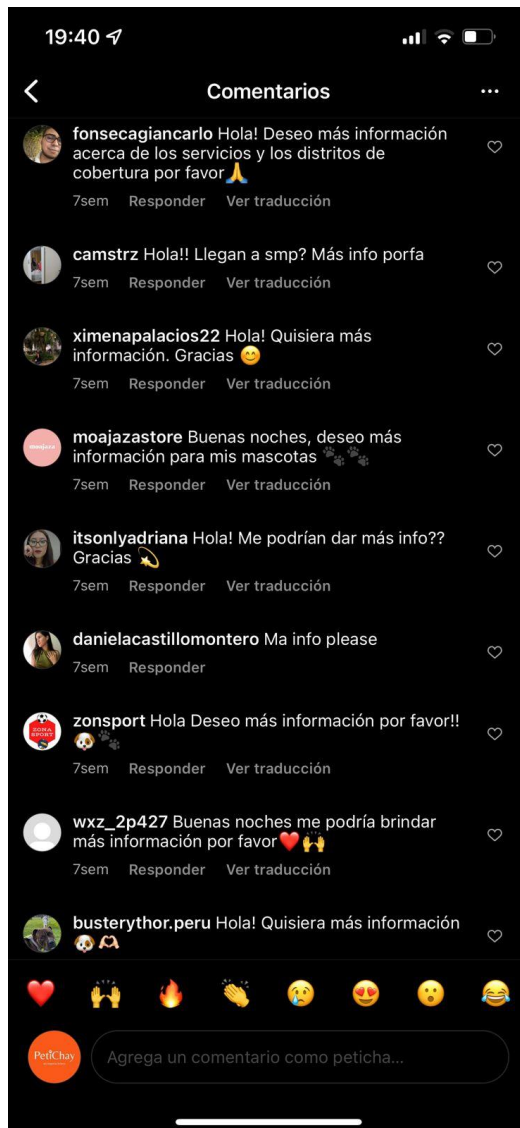 19:40
Comentarios
fonsecagiancarlo Hola! Deseo más información
acerca de los servicios y los distritos de
cobertura por favor🙏
7sem Responder Ver traducción
camstrz Hola!! Llegan a smp? Más info porfa
7sem Responder Ver traducción
ximenapalacios22 Hola! Quisiera más
información. Gracias 😊
7sem Responder Ver traducción
moajazastore Buenas noches, deseo más
información para mis mascotas 🐾🐾
7sem Responder Ver traducción
itsonlyadriana Hola! Me podrían dar más info??
Gracias 💫
7sem Responder Ver traducción
danielacastillomontero Ma info please
7sem Responder
ZONA
SPORT
zonsport Hola Deseo más información por favor!!
🐶🐾
7sem Responder Ver traducción
wxz_2p427 Buenas noches me podría brindar
más información por favor❤️🙌
7sem Responder Ver traducción
busterythor.peru Hola! Quisiera más información
🐶🫶🏻
❤️ 🙌 🔥 👏 😢 😍 😮 😂
PetiChay
Agrega un comentario como peticha...